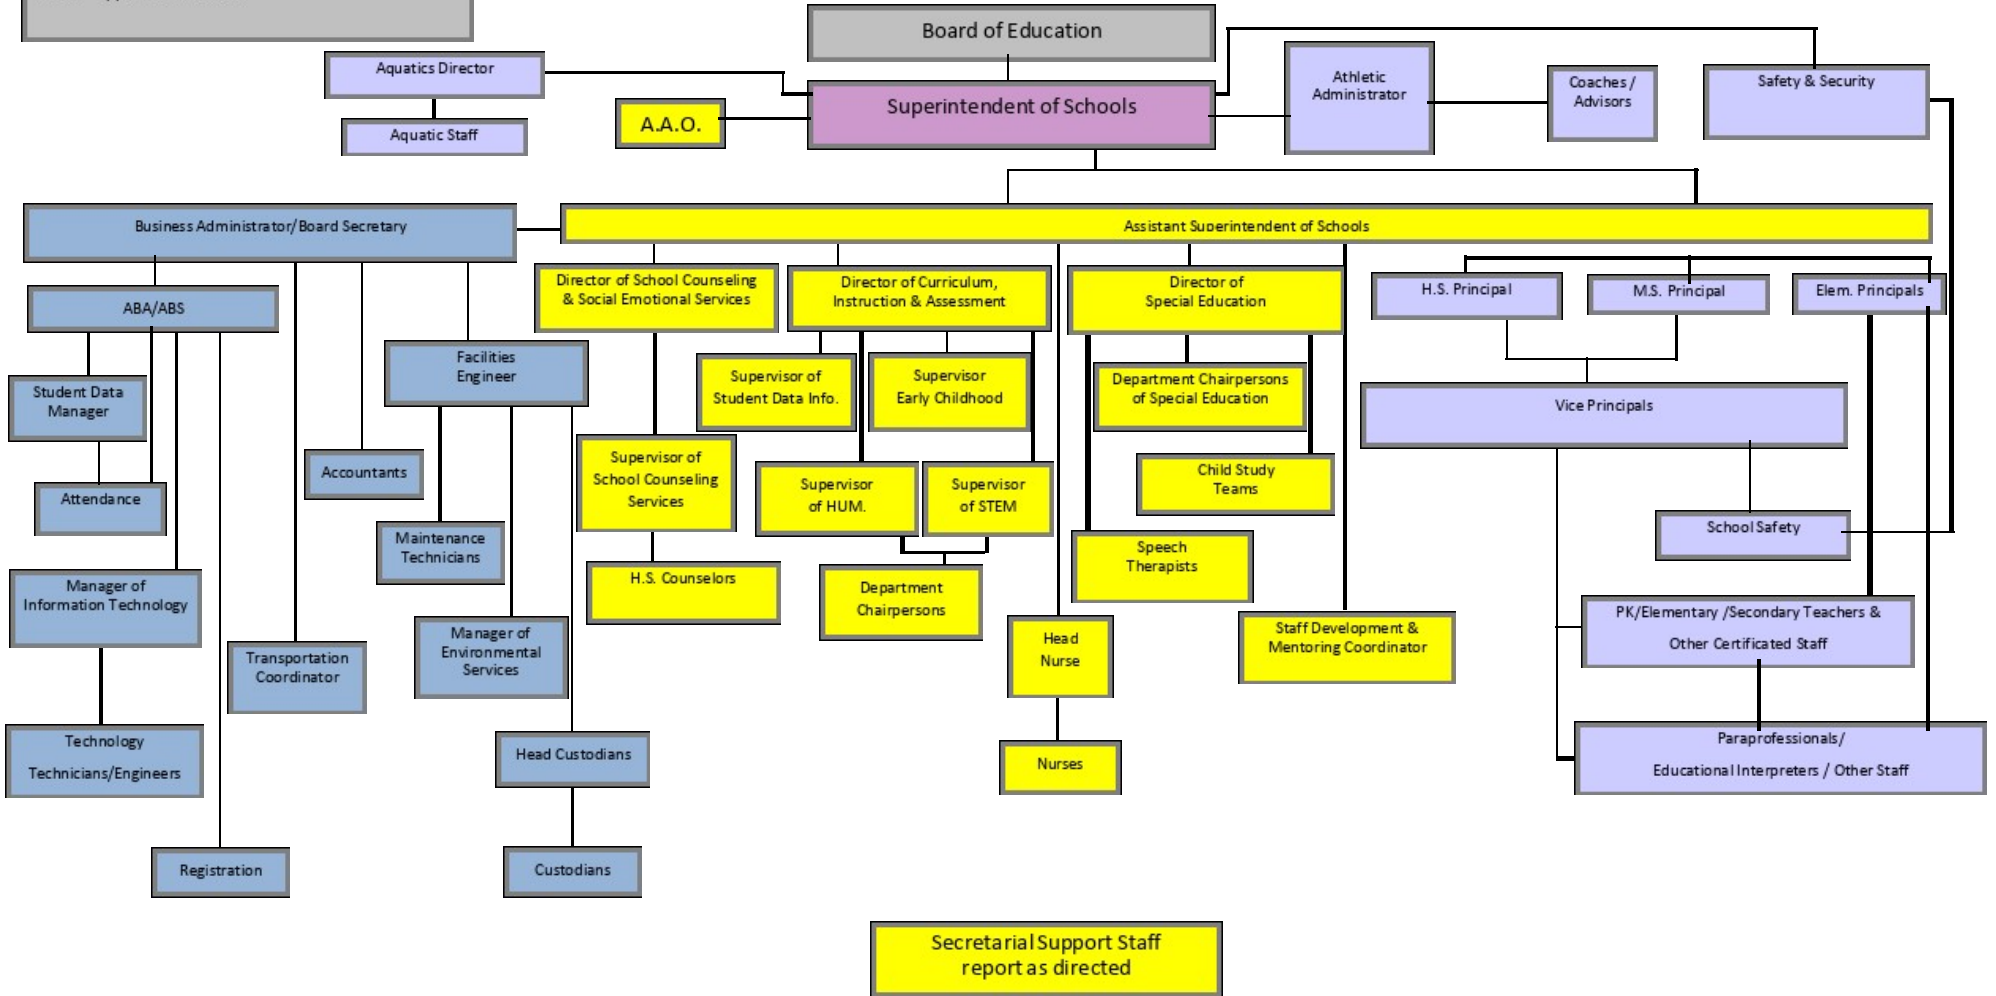 Board of Education
Aquatics Director
Athletic
Administrator
Coaches /
Advisors
Safety & Security
Superintendent of Schools
A.A.O.
Aquatic Staff
Business Administrator/Board Secretary
Assistant Superintendent of Schools
ABA/ABS
Director of School Counseling
& Social Emotional Services
Director of Curriculum,
Instruction & Assessment
Director of
Special Education
H.S. Principal
M.S. Principal
Elem. Principals
Facilities
Engineer
Student Data
Manager
Supervisor of
Student Data Info.
Supervisor
Early Childhood
Department Chairpersons
of Special Education
Vice Principals
Accountants
Attendance
Supervisor of
School Counseling
Services
Supervisor
of HUM.
Supervisor
of STEM
Child Study
Teams
School Safety
Maintenance
Technicians
Speech
Therapists
Manager of
Information Technology
H.S. Counselors
Department
Chairpersons
PK/Elementary /Secondary Teachers &
Other Certificated Staff
Transportation
Coordinator
Manager of
Environmental
Services
Head
Nurse
Staff Development &
Mentoring Coordinator
Technology
Technicians/Engineers
Head Custodians
Nurses
Paraprofessionals/
Educational Interpreters / Other Staff
Registration
Custodians
Secretarial Support Staff
report as directed